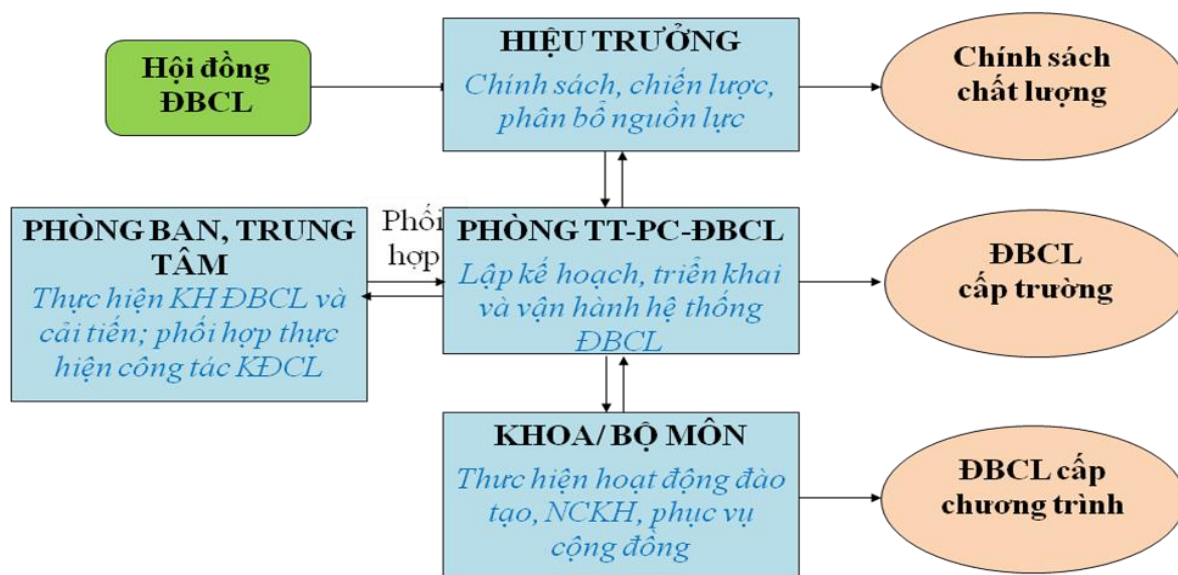 Hội đồng
ĐBCL
HIỆU TRƯỞNG
Chính sách, chiến lược,
phân bổ nguồn lực
Chính sách
chất lượng
PHÒNG BAN, TRUNG
TÂM
Thực hiện KH ĐBCL và
cải tiến; phối hợp thực
hiện công tác KĐCL
Phối
hợp
PHÒNG TT-PC-ĐBCL
Lập kế hoạch, triển khai
và vận hành hệ thống
ĐBCL
ĐBCL
cấp trường
KHOA/ BỘ MÔN
Thực hiện hoạt động đào
tạo, NCKH, phục vụ
cộng đồng
ĐBCL cấp
chương trình